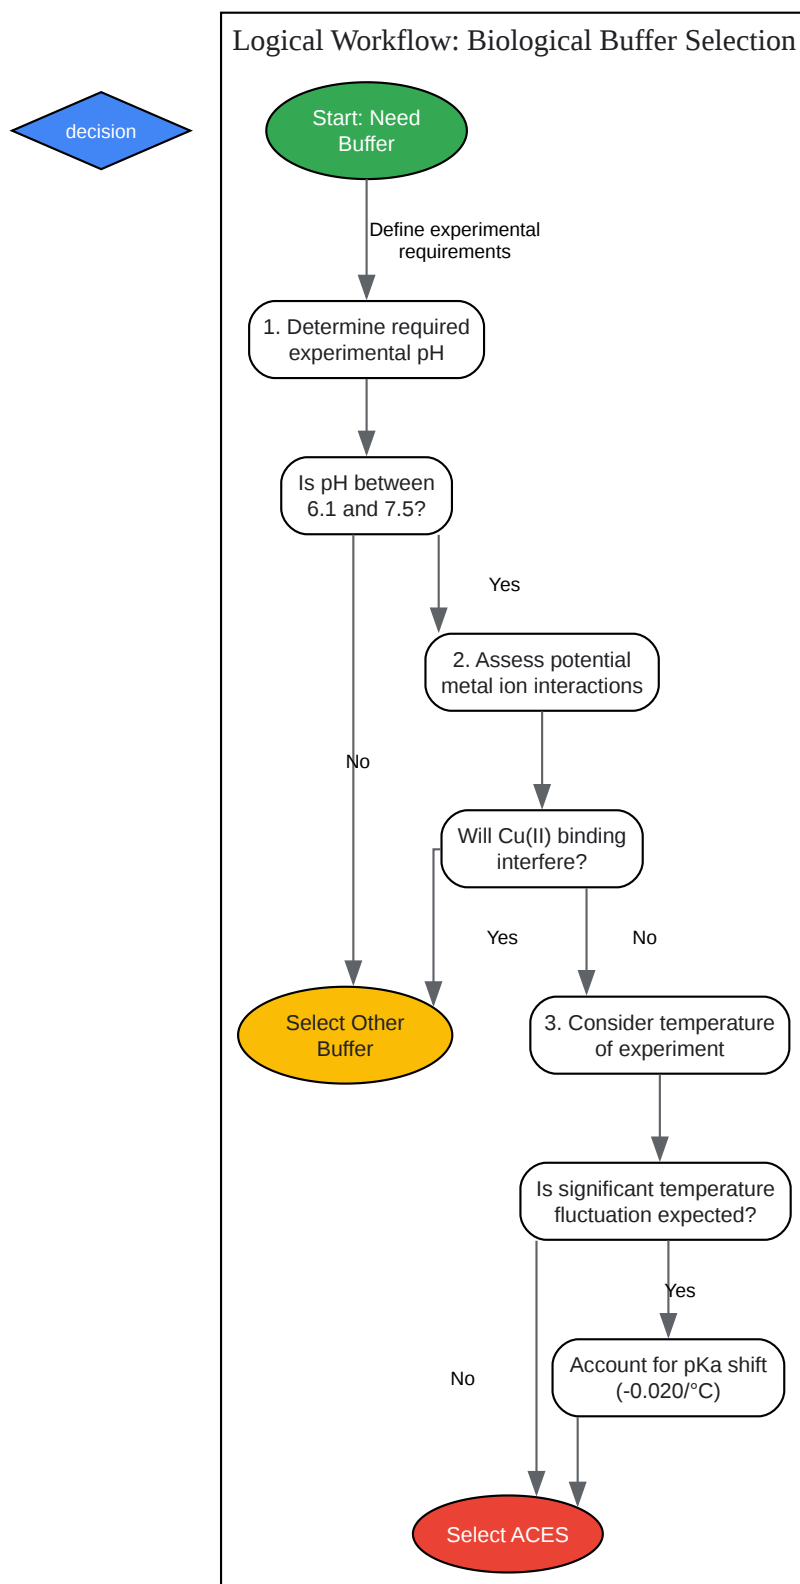 Logical Workflow: Biological Buffer Selection
decision
Start: Need
Buffer
Define experimental
requirements
1. Determine required
experimental pH
Is pH between
6.1 and 7.5?
Yes
2. Assess potential
metal ion interactions
No
Will Cu(II) binding
interfere?
Yes
No
Select Other
Buffer
3. Consider temperature
of experiment
Is significant temperature
fluctuation expected?
Yes
No
Account for pKa shift
(-0.020/°C)
Select ACES